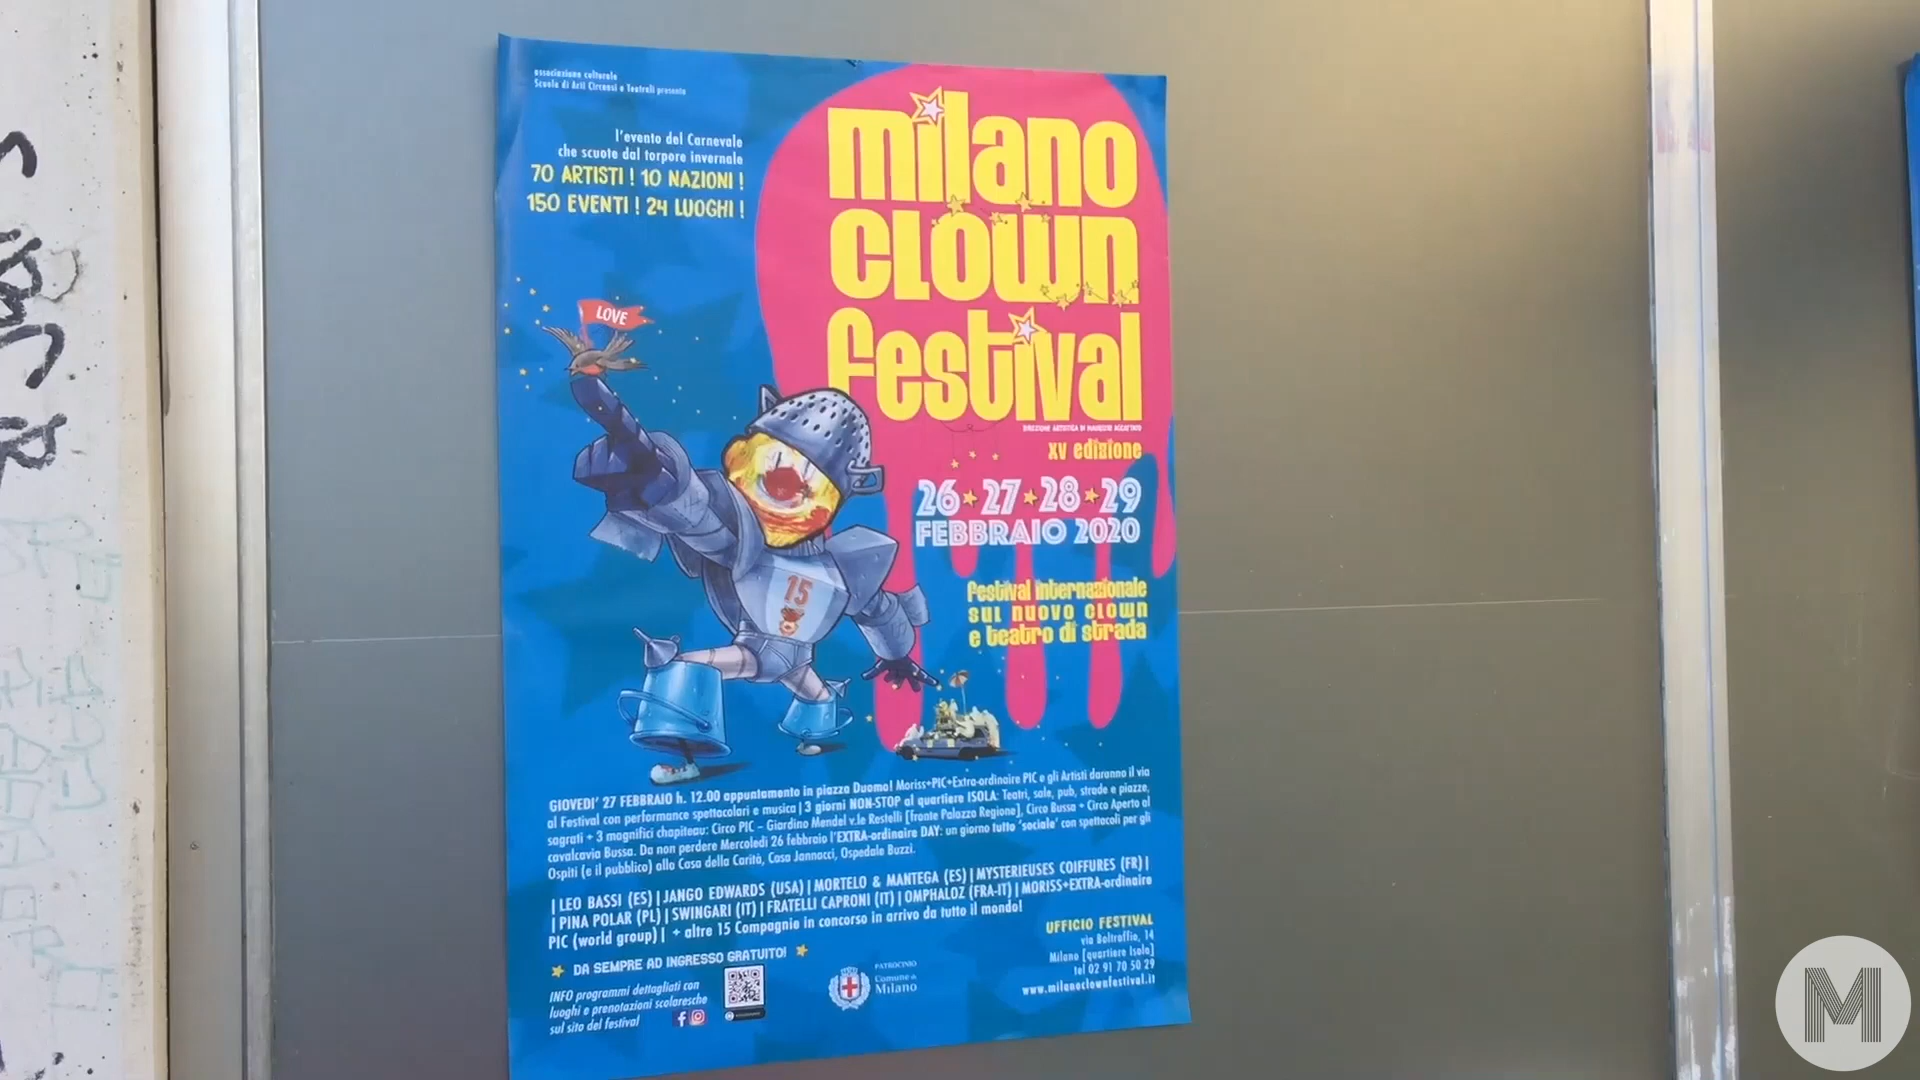 associazione culturale
Scuola di Arti Circensi e Teatrali presenta
l'evento del Carnevale
che scuote dal torpore invernale
70 ARTISTI ! 10 NAZIONI !
150 EVENTI ! 24 LUOGHI !
milano
clown
festival
DIREZIONE ARTISTICA DI MAURIZIO ACCATTATO
XV edizione
26 27 28 29
FEBBRAIO 2020
festival internazionale
sul nuovo clown
e teatro di strada
LOVE
15
GIOVEDI' 27 FEBBRAIO h. 12.00 appuntamento in piazza Duomo! Moriss+PIC+Extra-ordinaire PIC e gli Artisti daranno il via
al Festival con performance spettacolari e musica | 3 giorni NON-STOP al quartiere ISOLA: Teatri, sale, pub, strade e piazze,
sagrati + 3 magnifici chapiteau: Circo PIC – Giardino Mendel v.le Restelli [fronte Palazzo Regione], Circo Bussa + Circo Aperto al
cavalcavia Bussa. Da non perdere Mercoledì 26 febbraio l'EXTRA-ordinaire DAY: un giorno tutto 'sociale' con spettacoli per gli
Ospiti (e il pubblico) alla Casa della Carità, Casa Jannacci, Ospedale Buzzi.
| LEO BASSI (ES) | JANGO EDWARDS (USA) | MORTELO & MANTEGA (ES) | MYSTERIEUSES COIFFURES (FR) |
| PINA POLAR (PL) | SWINGARI (IT) | FRATELLI CAPRONI (IT) | OMPHALOZ (FRA-IT) | MORISS+EXTRA-ordinaire
PIC (world group) | + altre 15 Compagnie in concorso in arrivo da tutto il mondo!
DA SEMPRE AD INGRESSO GRATUITO!
INFO programmi dettagliati con
luoghi e prenotazioni scolaresche
sul sito del festival
PATROCINIO
Comune di
Milano
UFFICIO FESTIVAL
via Boltraffio, 14
Milano [quartiere Isola]
tel 02 91 70 50 29
www.milanoclownfestival.it
M